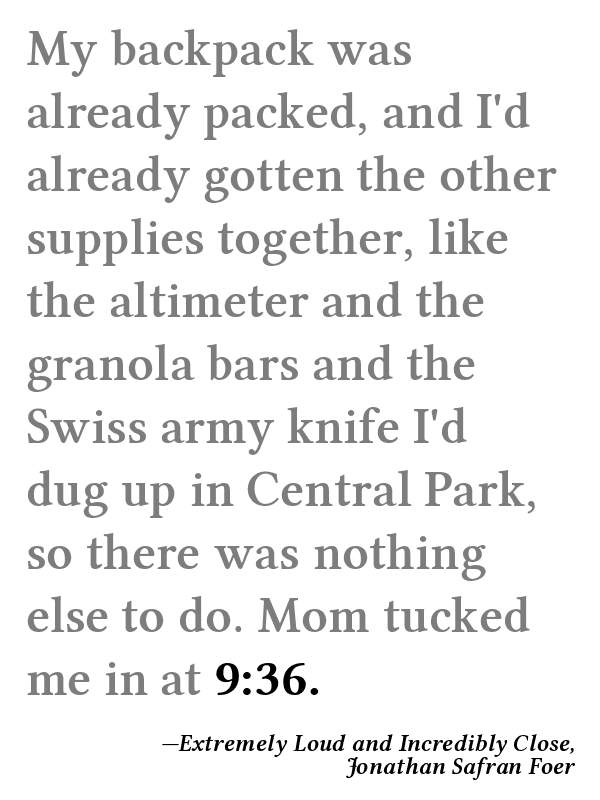 My backpack was
already packed, and I'd
already gotten the other
supplies together, like
the altimeter and the
granola bars and the
Swiss army knife I'd
dug up in Central Park,
so there was nothing
else to do. Mom tucked
me in at 9:36.
—Extremely Loud and Incredibly Close,
Jonathan Safran Foer